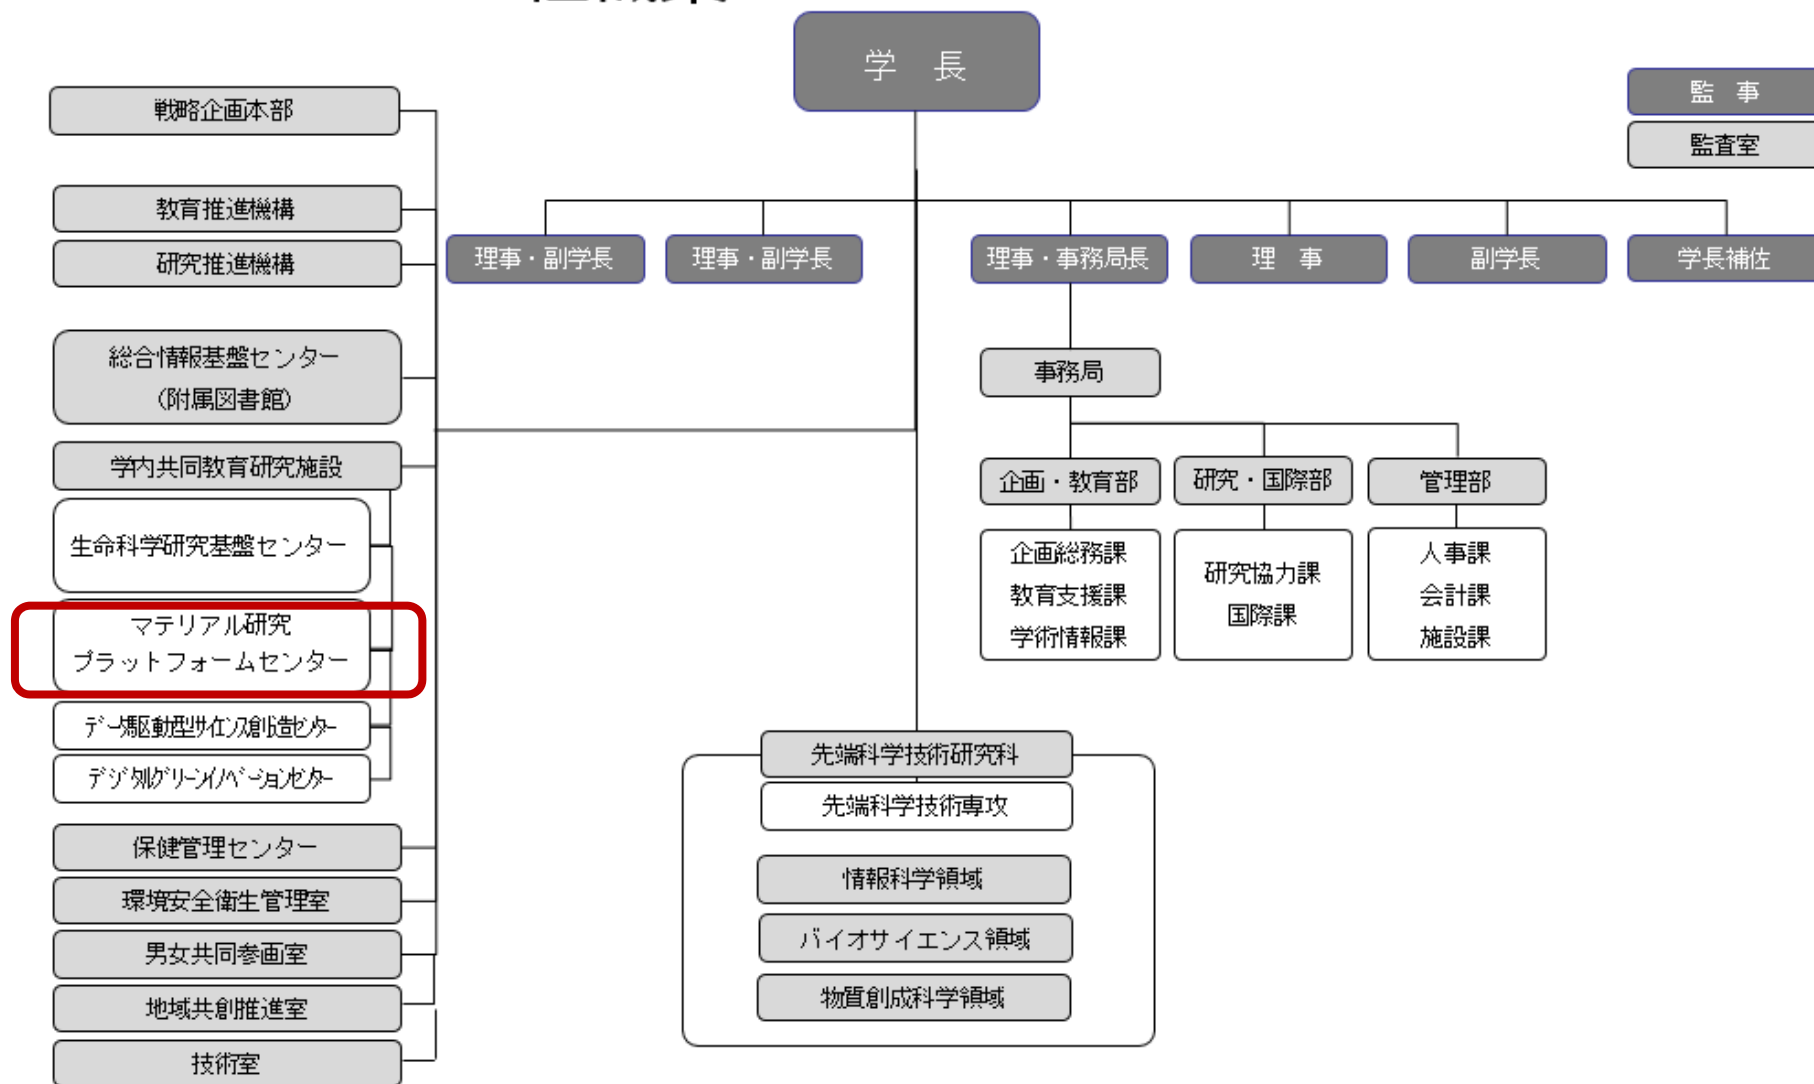 学 長
監 事
監査室
戦略企画本部
教育推進機構
研究推進機構
理事・副学長
理事・副学長
理事・事務局長
理 事
副学長
学長補佐
総合情報基盤センター
(附属図書館)
事務局
学内共同教育研究施設
企画・教育部
研究・国際部
管理部
生命科学研究基盤センター
企画総務課
教育支援課
学術情報課
研究協力課
国際課
人事課
会計課
施設課
マテリアル研究
プラットフォームセンター
データ駆動型サイエンス創造センター
デジタルグリーンイノベーションセンター
先端科学技術研究科
先端科学技術専攻
情報科学領域
バイオサイエンス領域
物質創成科学領域
保健管理センター
環境安全衛生管理室
男女共同参画室
地域共創推進室
技術室